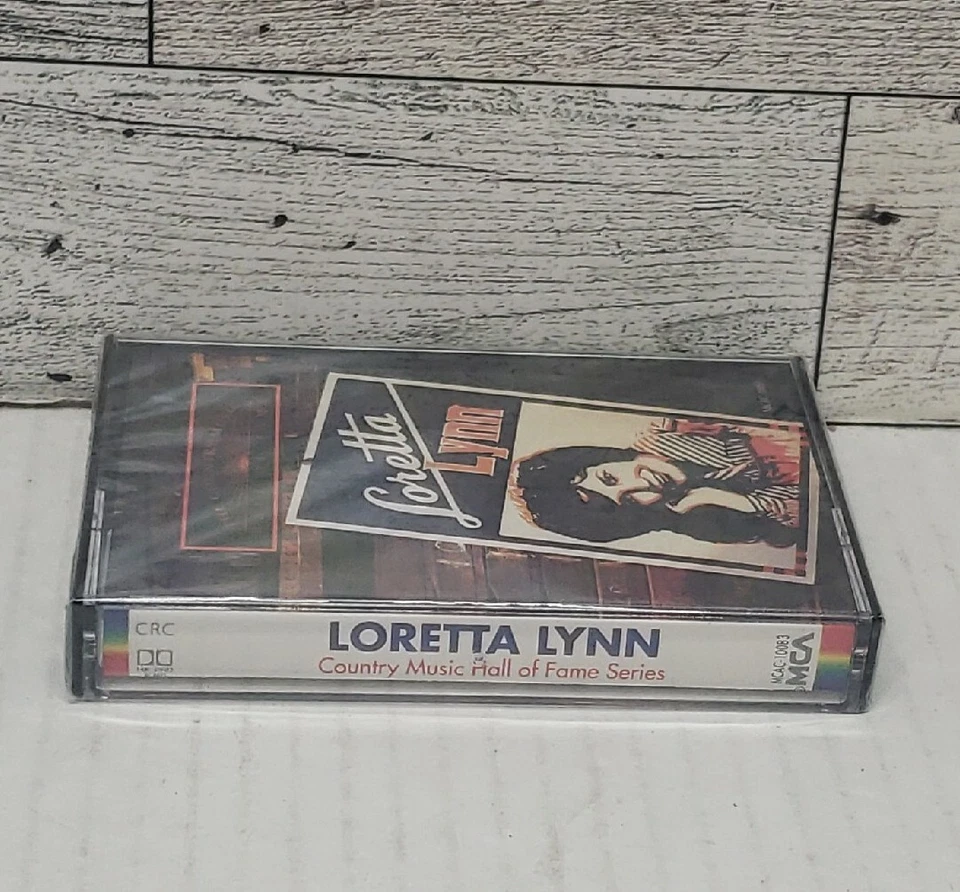 Loretta
Lynn
CRC
LORETTA LYNN
Country Music Hall of Fame Series
MCAC-10083
MCA